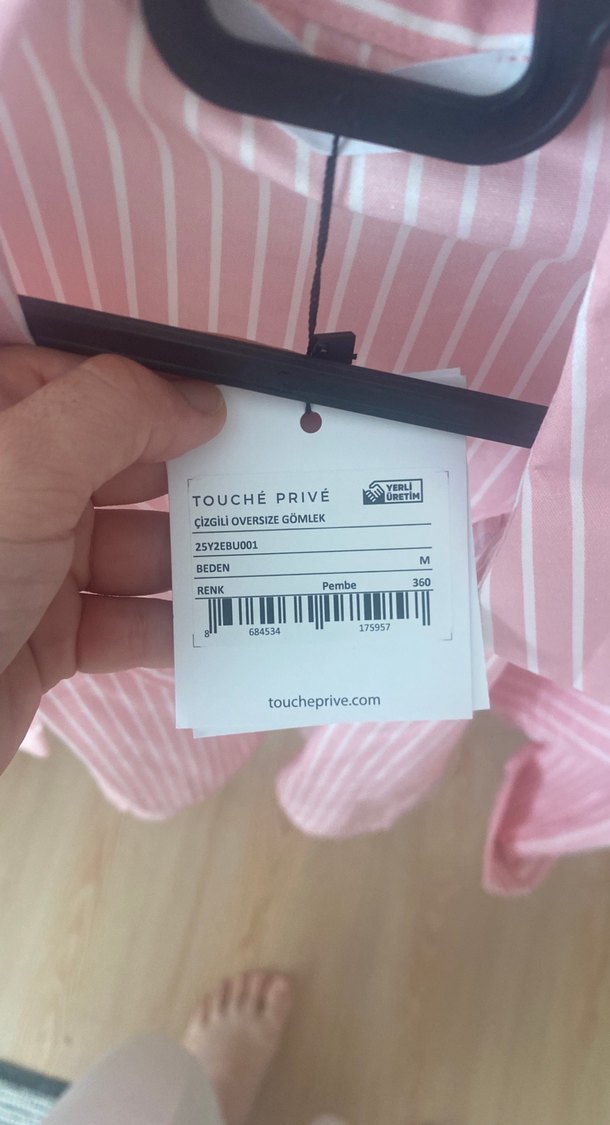 TOUCHÉ PRIVÉ
YERLİ
ÜRETİM
ÇİZGİLİ OVERSIZE GÖMLEK
25Y2EBU001
BEDEN M
RENK Pembe 360
8 684534 175957
toucheprive.com